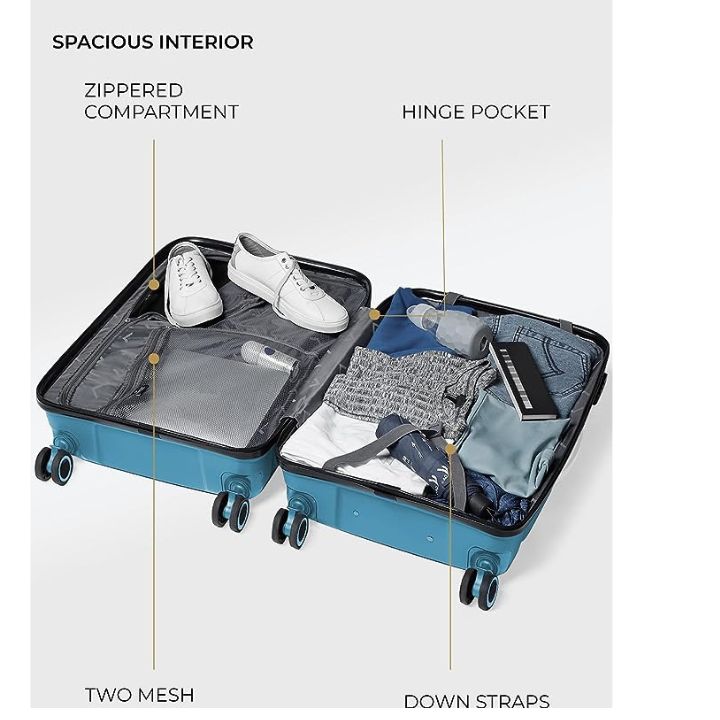 SPACIOUS INTERIOR
ZIPPERED
COMPARTMENT
HINGE POCKET
TWO MESH
DOWN STRAPS